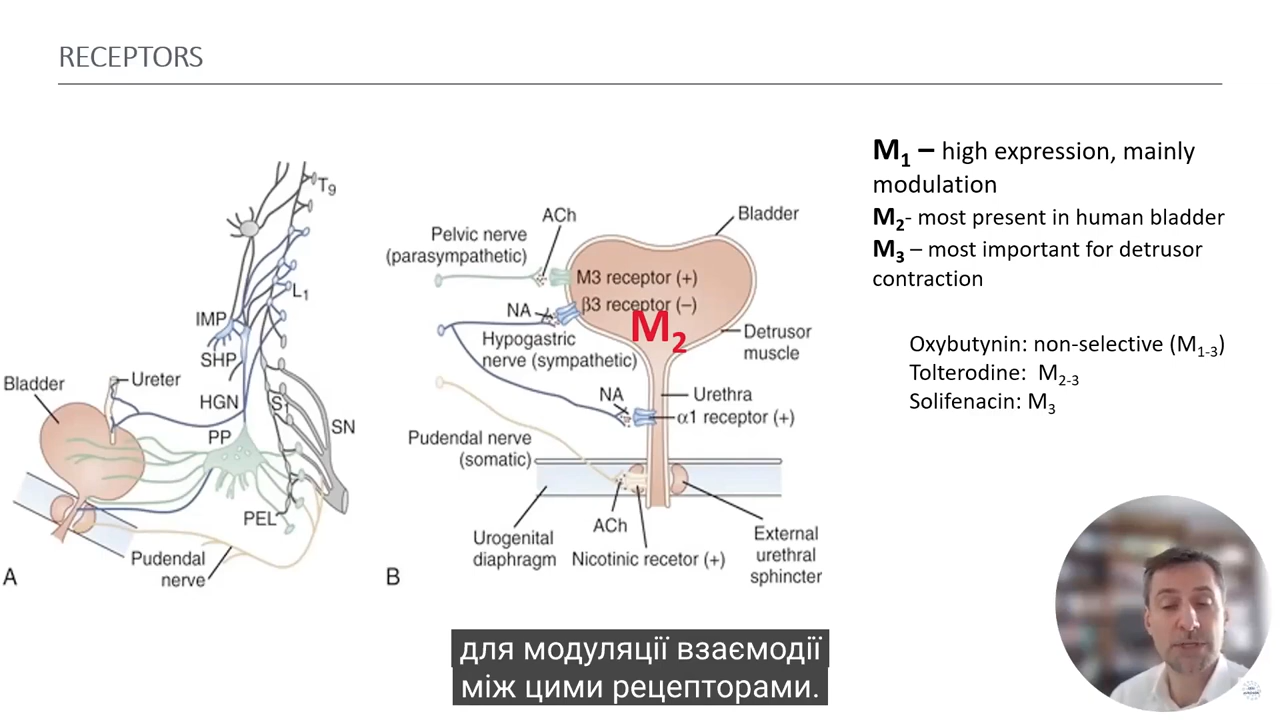 RECEPTORS
T9
L1
IMP
SHP
HGN
PP
S
SN
PEL
Bladder
Ureter
Pudendal
nerve
A
ACh
Bladder
Pelvic nerve
(parasympathetic)
M3 receptor (+)
β3 receptor (–)
NA
M2
Hypogastric
nerve (sympathetic)
Detrusor
muscle
NA
Urethra
α1 receptor (+)
Pudendal nerve
(somatic)
ACh
Urogenital
diaphragm
Nicotinic recetor (+)
External
urethral
sphincter
B
M1 – high expression, mainly
modulation
M2- most present in human bladder
M3 – most important for detrusor
contraction
Oxybutynin: non-selective (M1-3)
Tolterodine: M2-3
Solifenacin: M3
для модуляції взаємодії
між цими рецепторами.